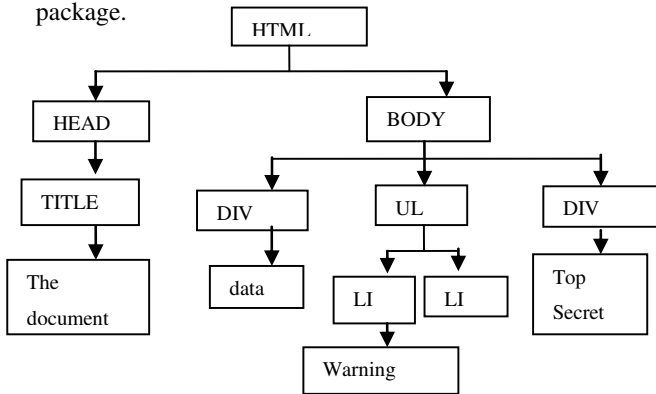 package.
HTML
HEAD
BODY
TITLE
DIV
UL
DIV
The
document
data
LI
LI
Top
Secret
Warning